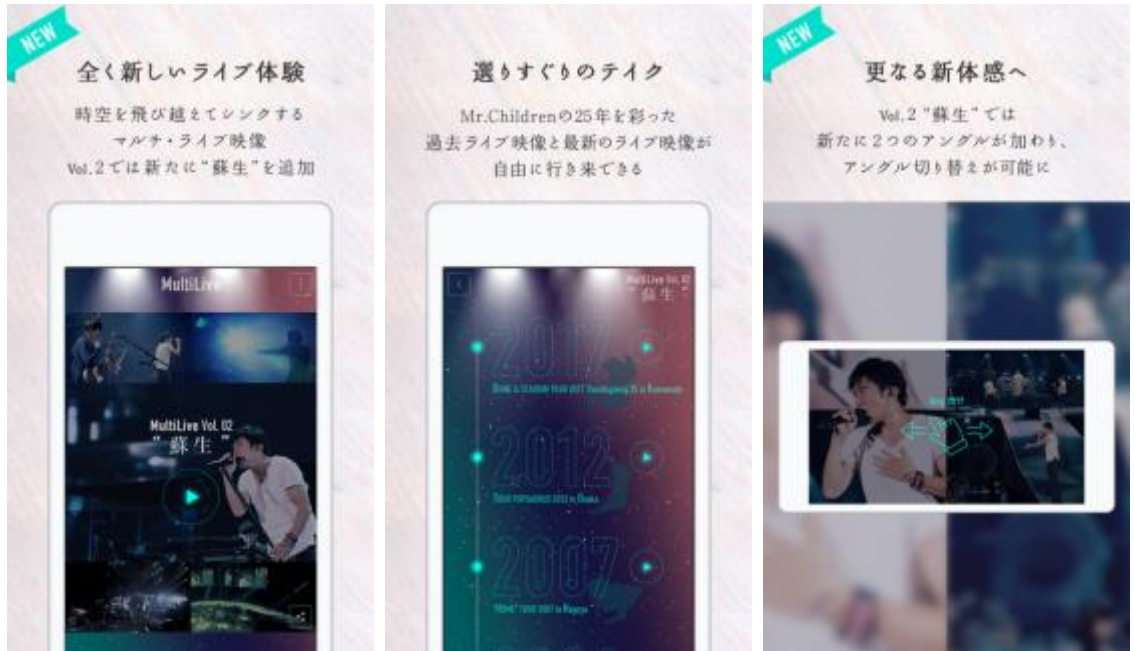 NEW
全く新しいライブ体験
時空を飛び越えてシンクする
マルチ・ライブ映像
Vol.2では新たに“蘇生”を追加
MultiLive
MultiLive Vol. 02
"蘇生"
選りすぐりのテイク
Mr.Childrenの25年を彩った
過去ライブ映像と最新のライブ映像が
自由に行き来できる
MultiLive Vol. 02
"蘇生"
2017
2012
2007
"HOME" TOUR 2007 in Nagoya
NEW
更なる新体感へ
Vol.2“蘇生”では
新たに2つのアングルが加わり、
アングル切り替えが可能に